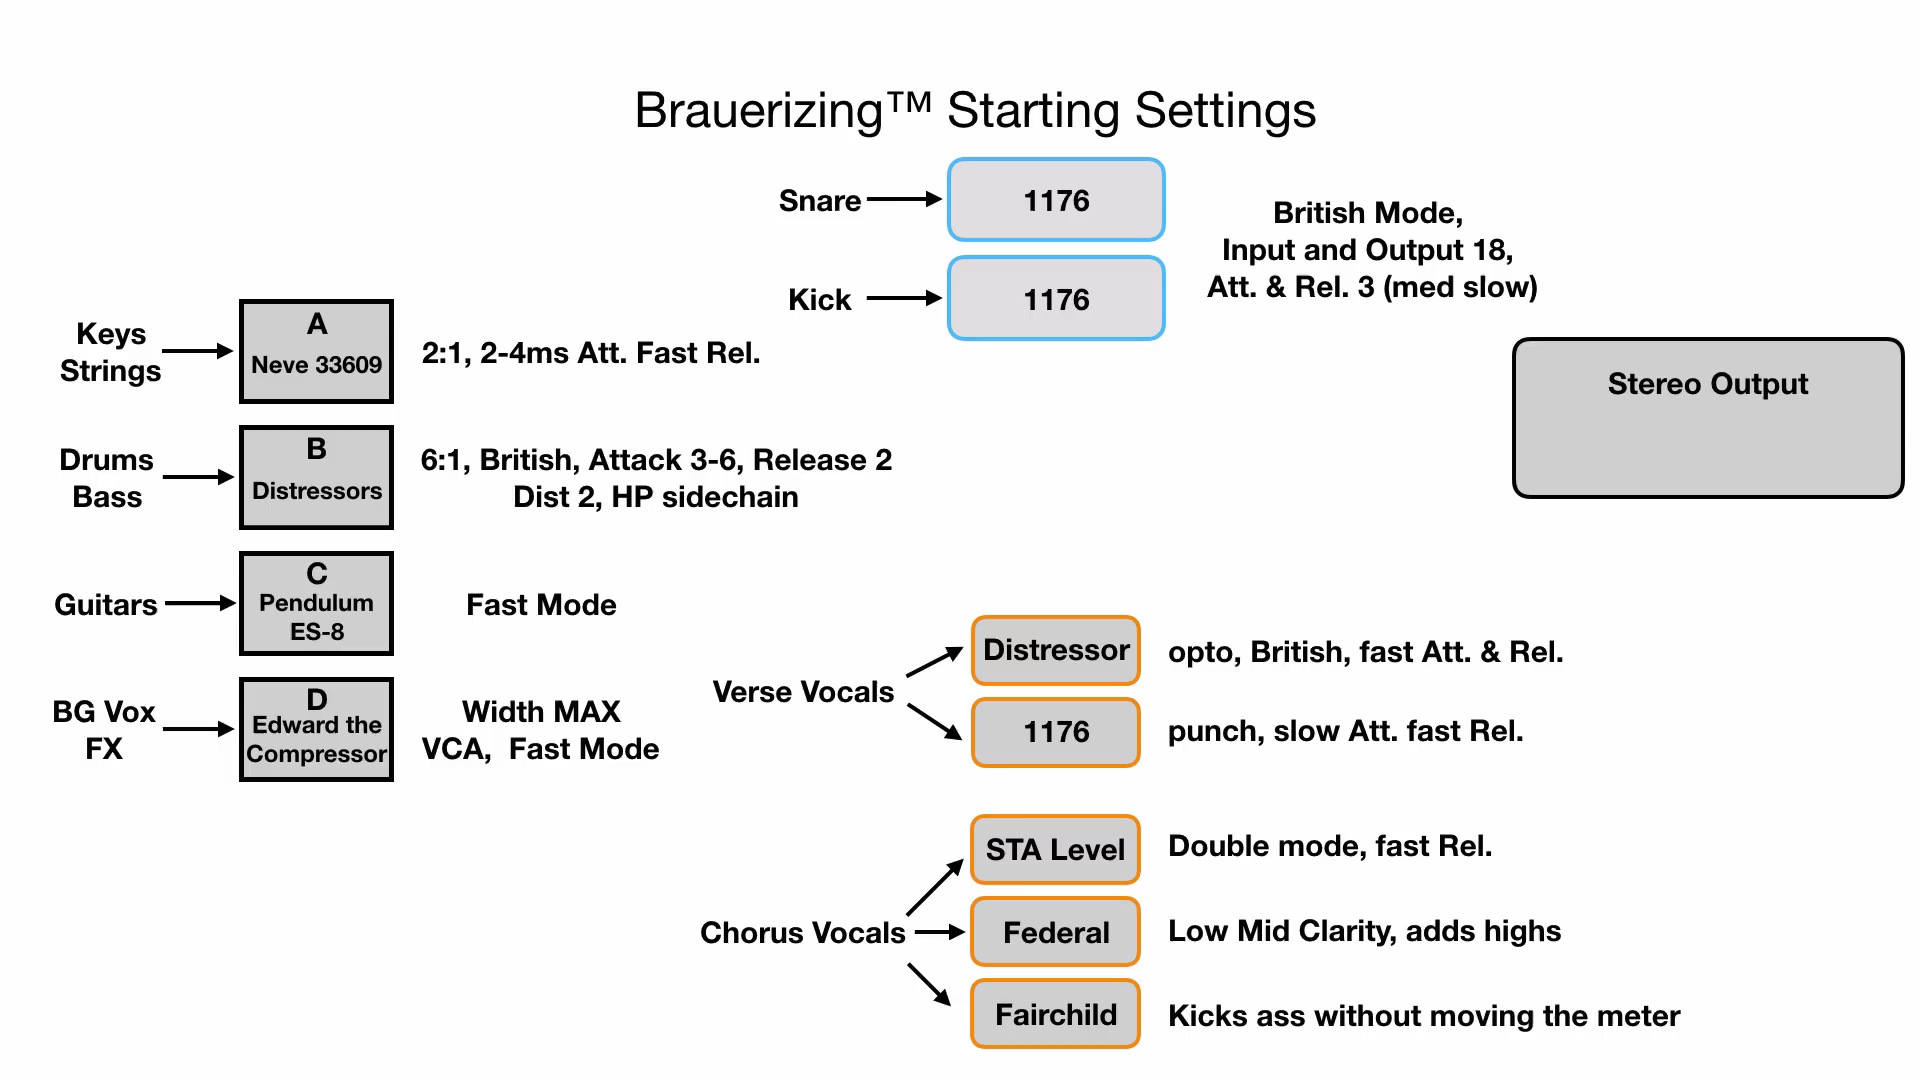 Brauerizing™ Starting Settings
Snare
1176
Kick
1176
British Mode,
Input and Output 18,
Att. & Rel. 3 (med slow)
Keys
Strings
A
Neve 33609
2:1, 2-4ms Att. Fast Rel.
Stereo Output
Drums
Bass
B
Distressors
6:1, British, Attack 3-6, Release 2
Dist 2, HP sidechain
Guitars
C
Pendulum
ES-8
Fast Mode
BG Vox
FX
D
Edward the
Compressor
Width MAX
VCA,  Fast Mode
Verse Vocals
Distressor
opto, British, fast Att. & Rel.
1176
punch, slow Att. fast Rel.
Chorus Vocals
STA Level
Double mode, fast Rel.
Federal
Low Mid Clarity, adds highs
Fairchild
Kicks ass without moving the meter